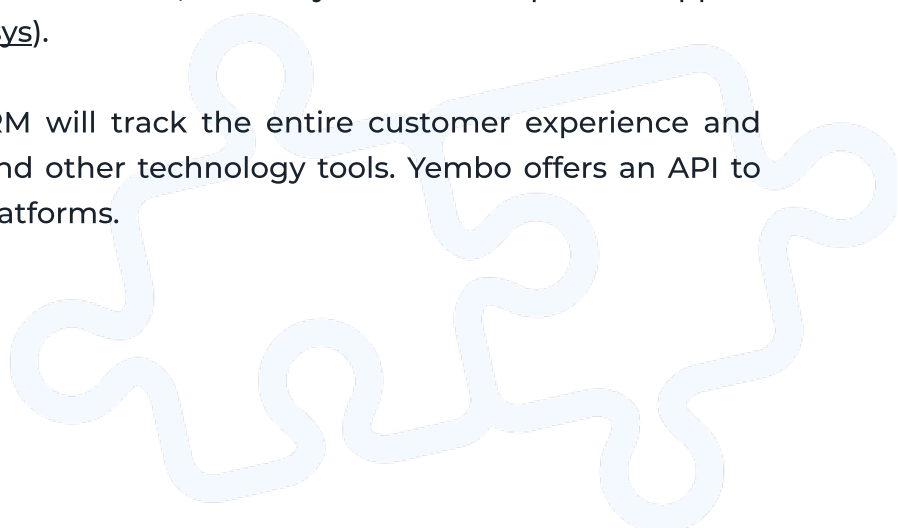 ys).
RM will track the entire customer experience and
nd other technology tools. Yembo offers an API to
atforms.